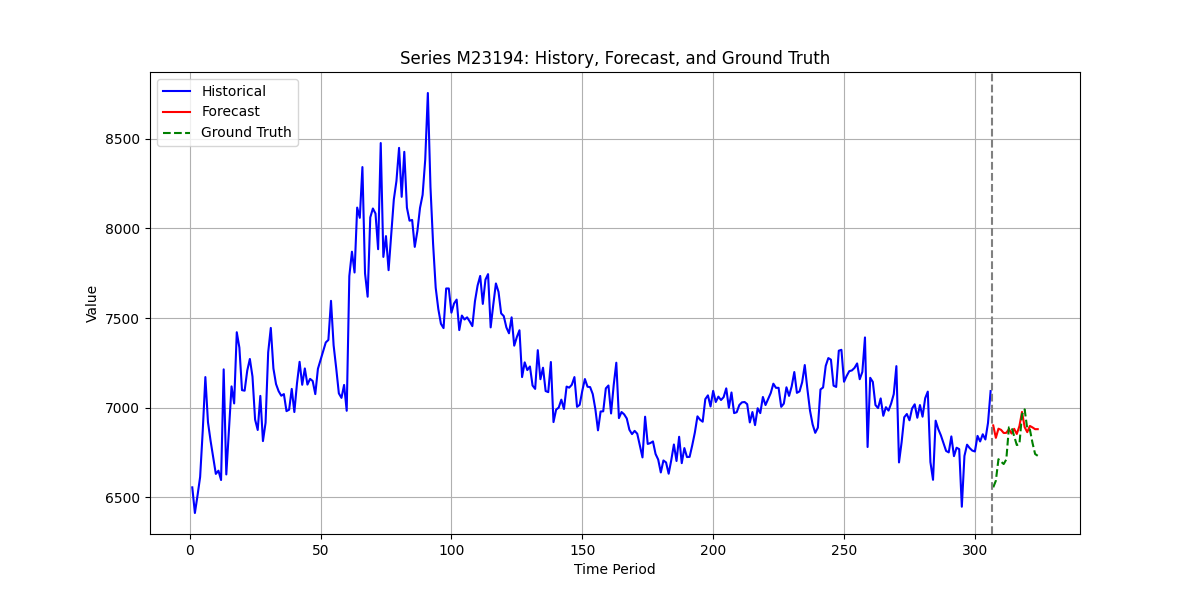 Series M23194: History, Forecast, and Ground Truth
Historical
Forecast
Ground Truth
8500
8000
7500
7000
6500
Value
0 50 100 150 200 250 300
Time Period